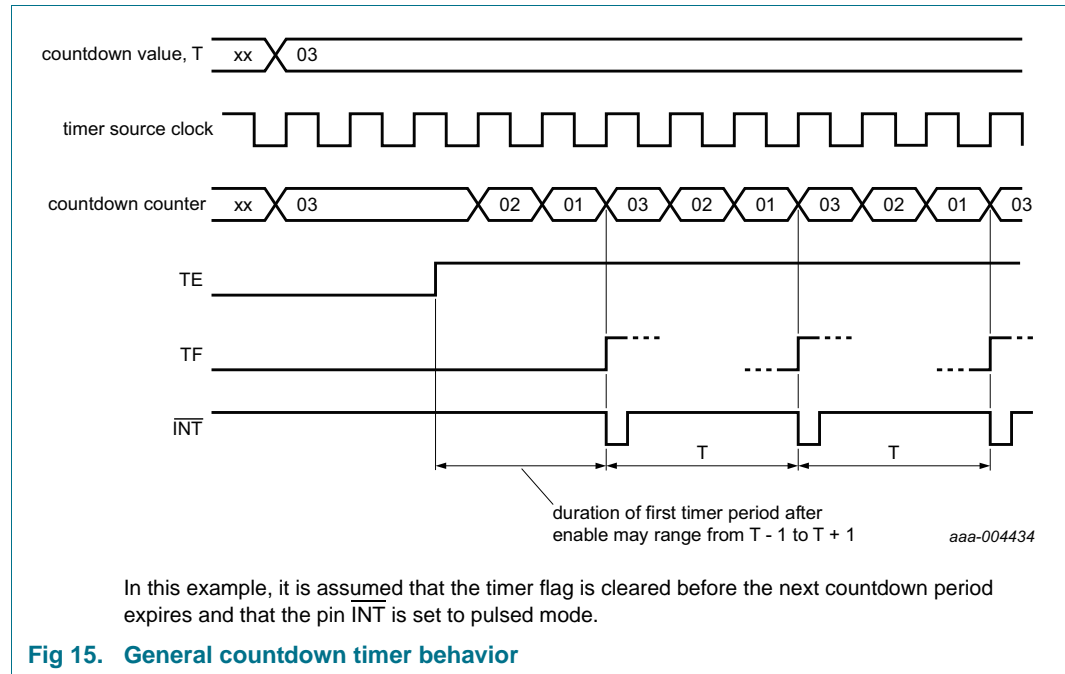 countdown value, T xx 03
timer source clock
countdown counter xx 03 02 01 03 02 01 03 02 01 03
TE
TF
INT
T T
duration of first timer period after
enable may range from T - 1 to T + 1
aaa-004434
In this example, it is assumed that the timer flag is cleared before the next countdown period
expires and that the pin INT is set to pulsed mode.
Fig 15. General countdown timer behavior